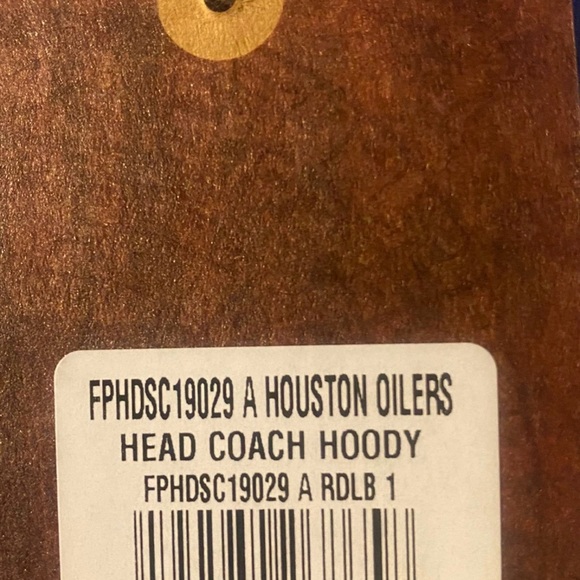 FPHDSC19029 A HOUSTON OILERS
HEAD COACH HOODY
FPHDSC19029 A RDLB 1